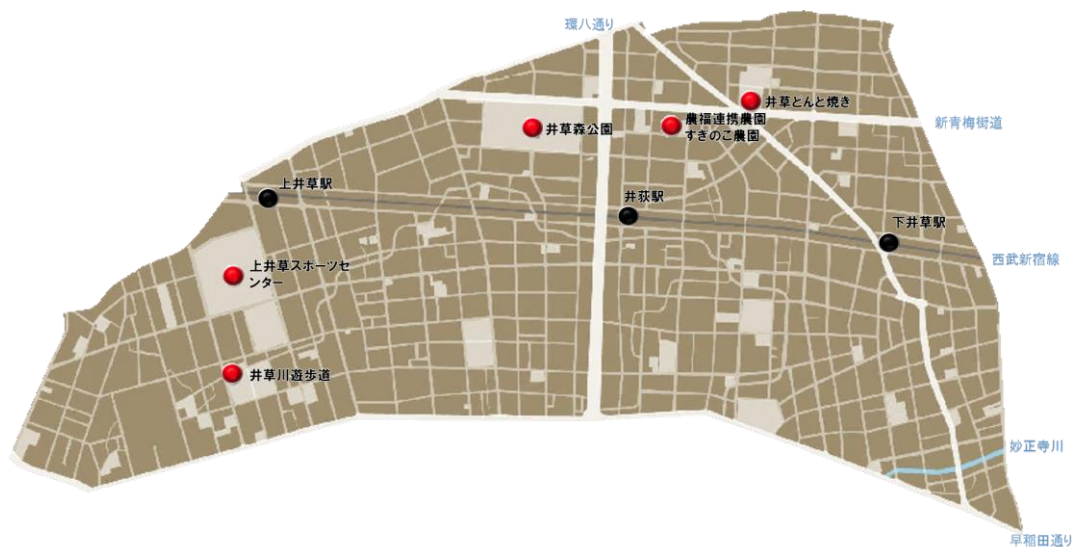 環八通り
井草とんど焼き
農福連携農園
すぎのこ農園
新青梅街道
井草森公園
上井草駅
井荻駅
下井草駅
西武新宿線
上井草スポーツセ
ンター
井草川遊歩道
妙正寺川
早稲田通り